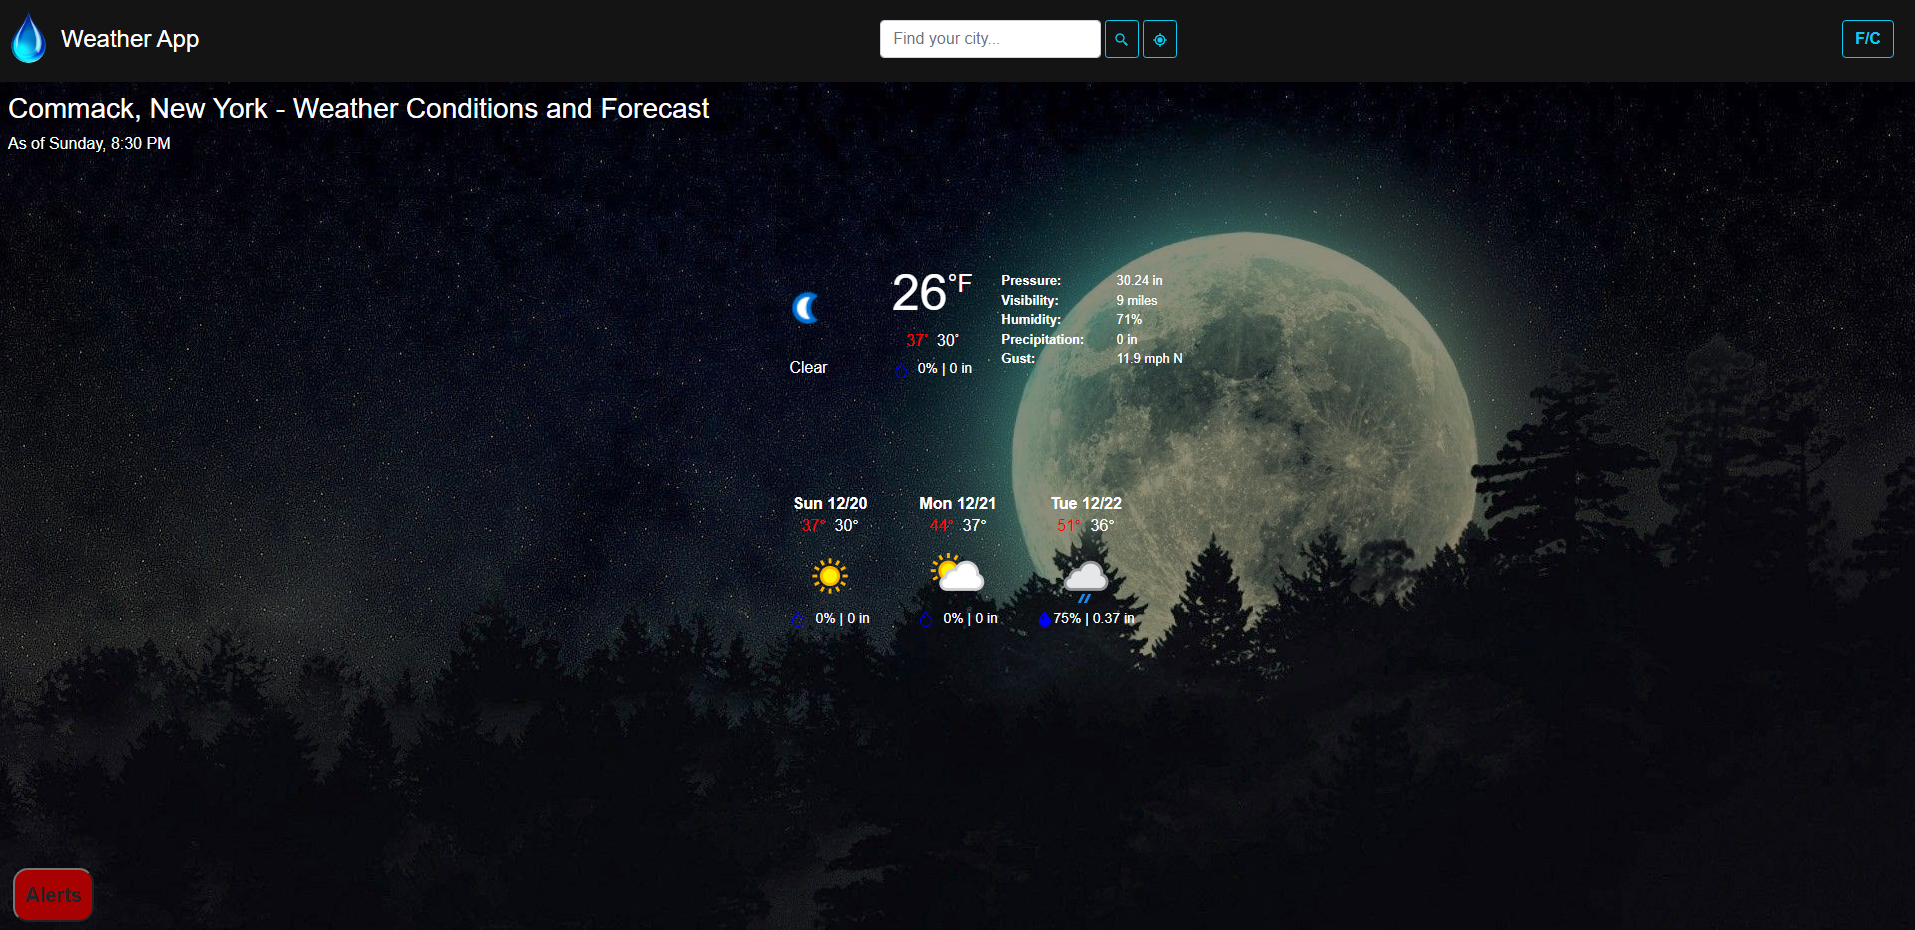 Weather App
Find your city...
F/C
Commack, New York - Weather Conditions and Forecast
As of Sunday, 8:30 PM
26°F
37° 30°
Clear
0% | 0 in
Pressure: 30.24 in
Visibility: 9 miles
Humidity: 71%
Precipitation: 0 in
Gust: 11.9 mph N
Sun 12/20 Mon 12/21 Tue 12/22
37° 30° 44° 37° 51° 36°
0% | 0 in 0% | 0 in 75% | 0.37 in
Alerts